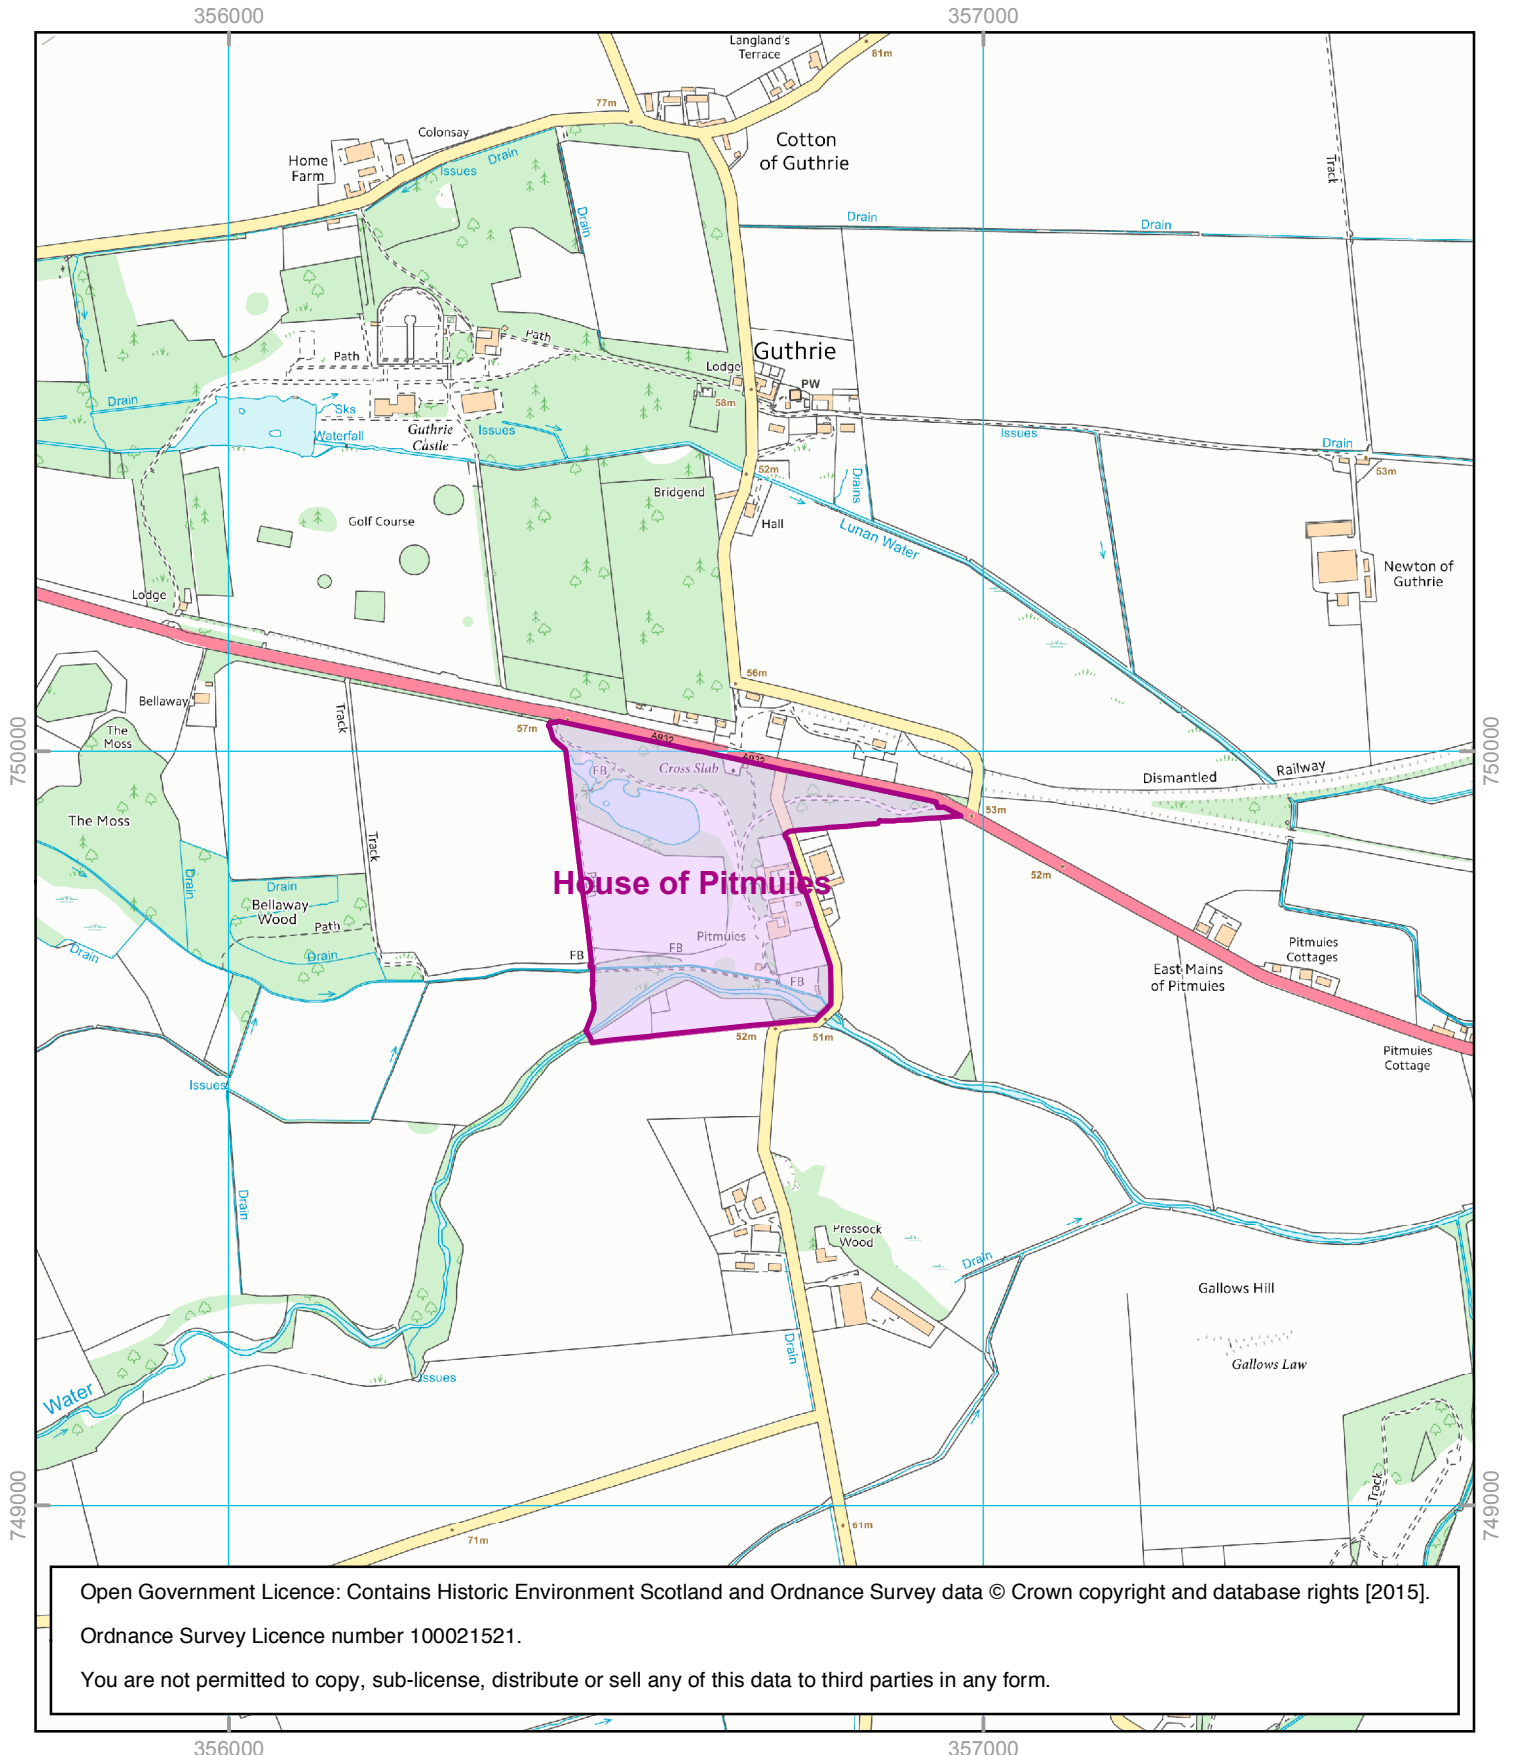 356000
357000
Langland's
Terrace
81m
77m
Colonsay
Cotton
of Guthrie
Home
Farm
Drain
Issues
Drain
Track
Drain
Drain
Path
Path
Guthrie
Lodge
PW
58m
Drain
Sks
Waterfall
Guthrie
Castle
Issues
Issues
Drain
52m
53m
Bridgend
Drains
Golf Course
Hall
Lunan Water
Newton of
Guthrie
Lodge
56m
Bellaway
Track
57m
The
Moss
A932
A932
750000
750000
FB
Cross Slab
Dismantled
Railway
53m
The Moss
Track
52m
House of Pitmuies
Drain
Drain
Bellaway
Wood
Path
Drain
Drain
Pitmuies
FB
FB
FB
Pitmuies
Cottages
East Mains
of Pitmuies
52m
51m
Pitmuies
Cottage
Issues
Drain
Pressock
Wood
Drain
Gallows Hill
Drain
Gallows Law
Issues
Water
Track
749000
749000
71m
61m
Open Government Licence: Contains Historic Environment Scotland and Ordnance Survey data © Crown copyright and database rights [2015].
Ordnance Survey Licence number 100021521.
You are not permitted to copy, sub-license, distribute or sell any of this data to third parties in any form.
356000
357000